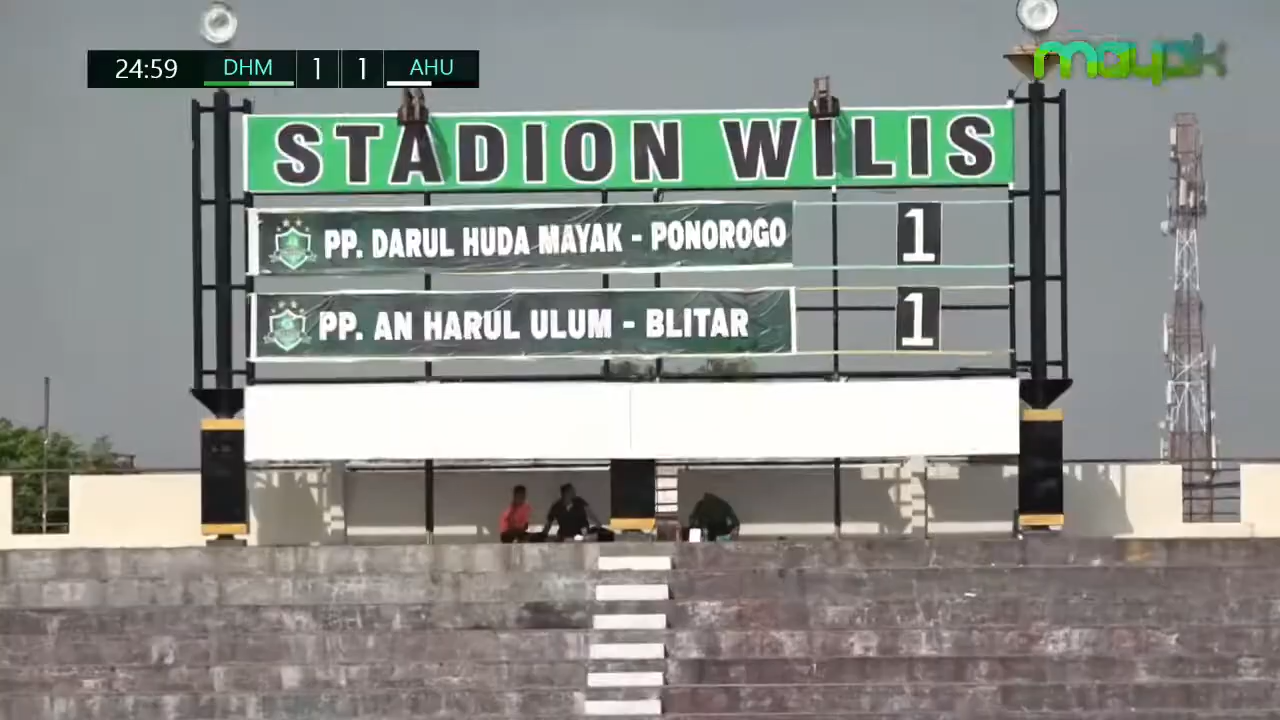 24:59 DHM 1 1 AHU
mayak
STADION WILIS
PP. DARUL HUDA MAYAK - PONOROGO 1
PP. AN HARUL ULUM - BLITAR 1